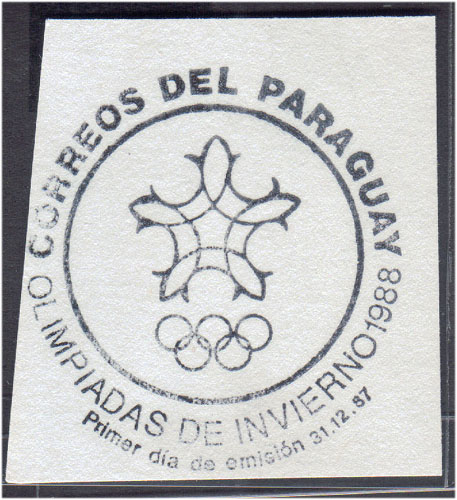 CORREOS DEL PARAGUAY
OLIMPIADAS DE INVIERNO 1988
Primer día de emisión 31.12.87